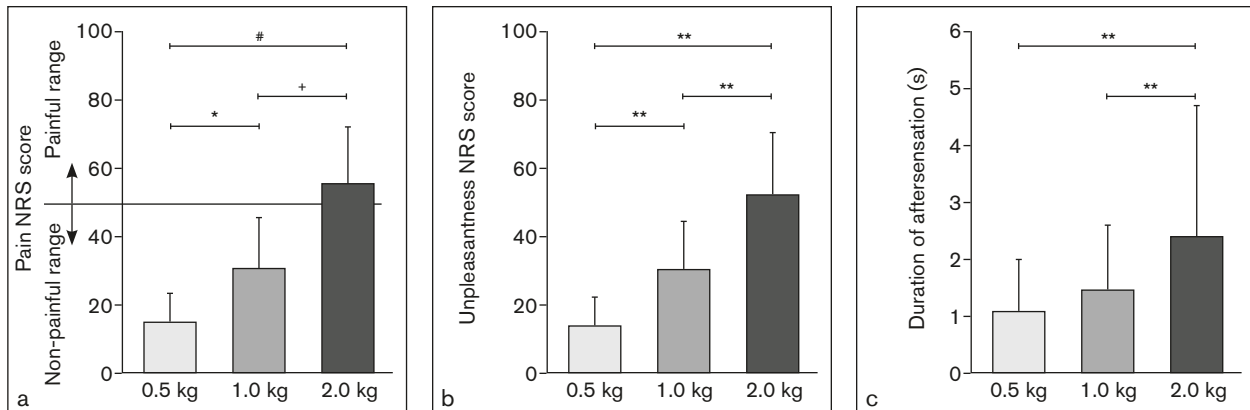 a
Pain NRS score
Non-painful range
Painful range
100
80
60
40
20
0
#
*
+
0.5 kg 1.0 kg 2.0 kg
b
Unpleasantness NRS score
100
80
60
40
20
0
**
**
**
0.5 kg 1.0 kg 2.0 kg
c
Duration of aftersensation (s)
6
5
4
3
2
1
0
**
**
0.5 kg 1.0 kg 2.0 kg